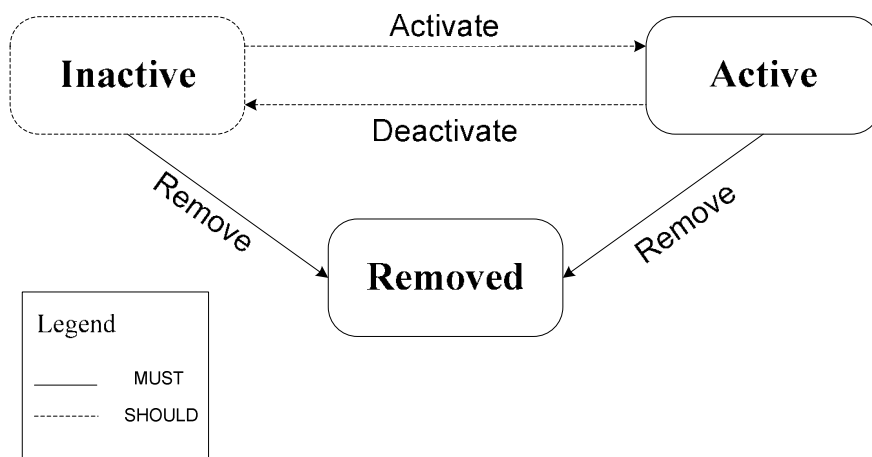 Activate
Inactive
Active
Deactivate
Remove
Remove
Removed
Legend
MUST
SHOULD